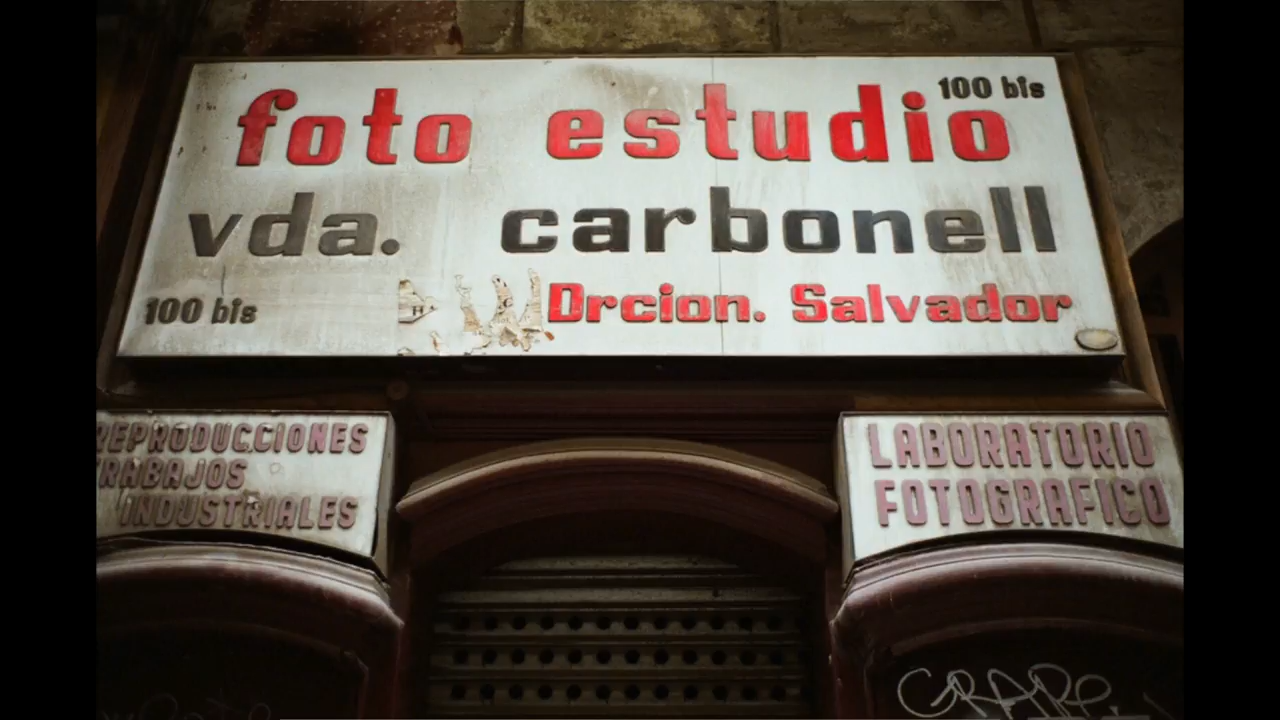 100 bis
foto estudio
vda. carbonell
100 bis
Drcion. Salvador
REPRODUCCIONES
TRABAJOS
INDUSTRIALES
LABORATORIO
FOTOGRAFICO